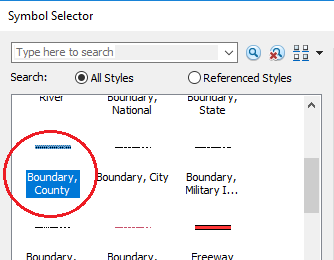 Symbol Selector
Type here to search
Search: All Styles Referenced Styles
River Boundary, National Boundary, State
Boundary, County Boundary, City Boundary, Military I...
Boundary, Boundary, Freeway